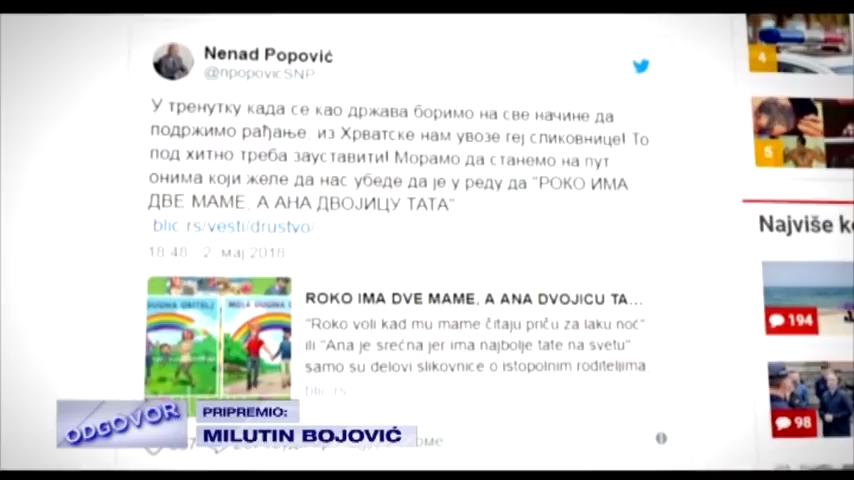 Nenad Popović
@npopovicSNP
У тренутку када се као држава боримо на све начине да
подржимо рађање, из Хрватске нам увозе геј сликовнице! То
под хитно треба зауставити! Морамо да станемо на пут
онима који желе да нас убеде да је у реду да "РОКО ИМА
ДВЕ МАМЕ, А АНА ДВОЈИЦУ ТАТА"
blic.rs/vesti/drustvo/
18:48 2. мај 2018
ROKO IMA DVE MAME, A ANA DVOJICU TA...
"Roko voli kad mu mame čitaju priču za laku noć"
ili "Ana je srećna jer ima najbolje tate na svetu"
samo su delovi slikovnice o istopolnim roditeljima
blic.rs
4
5
Najviše k
194
98
ODGOVOR
PRIPREMIO:
MILUTIN BOJOVIĆ